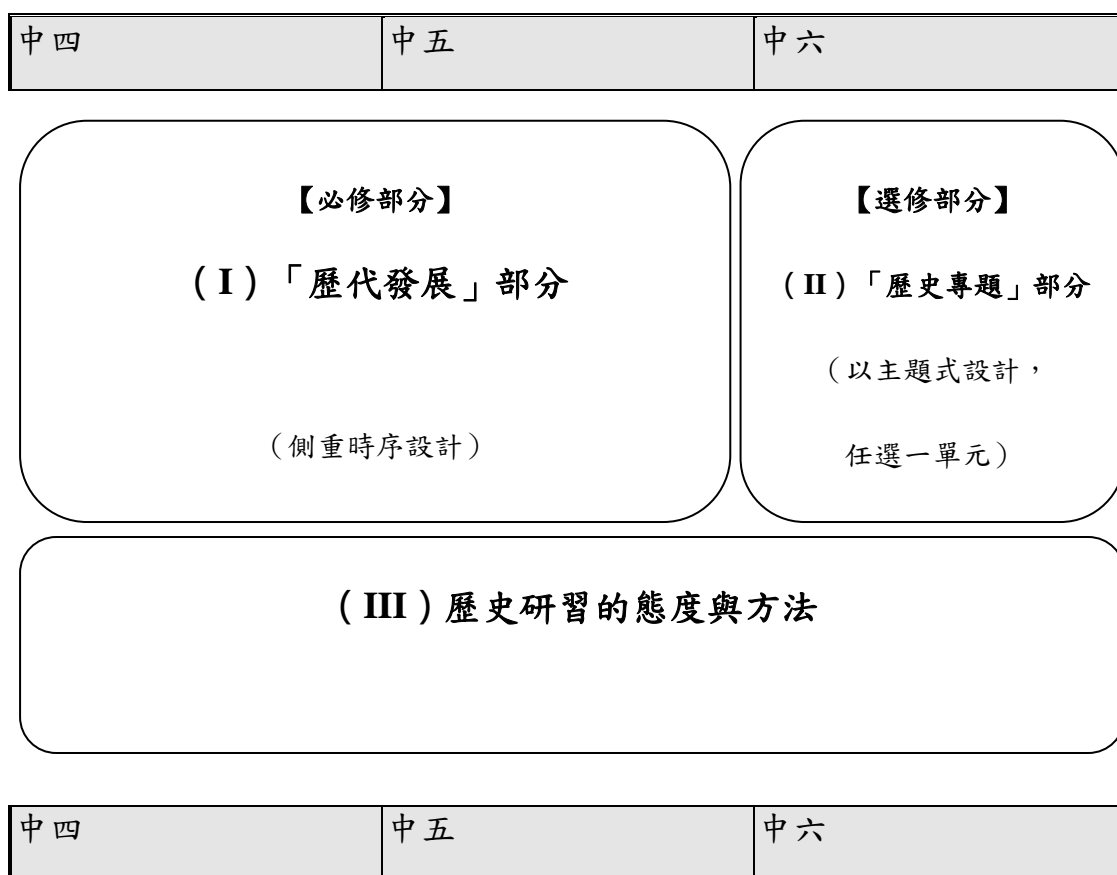 中四 中五 中六
【必修部分】
(I)「歷代發展」部分
(側重時序設計)
【選修部分】
(II)「歷史專題」部分
(以主題式設計，
任選一單元)
(III)歷史研習的態度與方法
中四 中五 中六